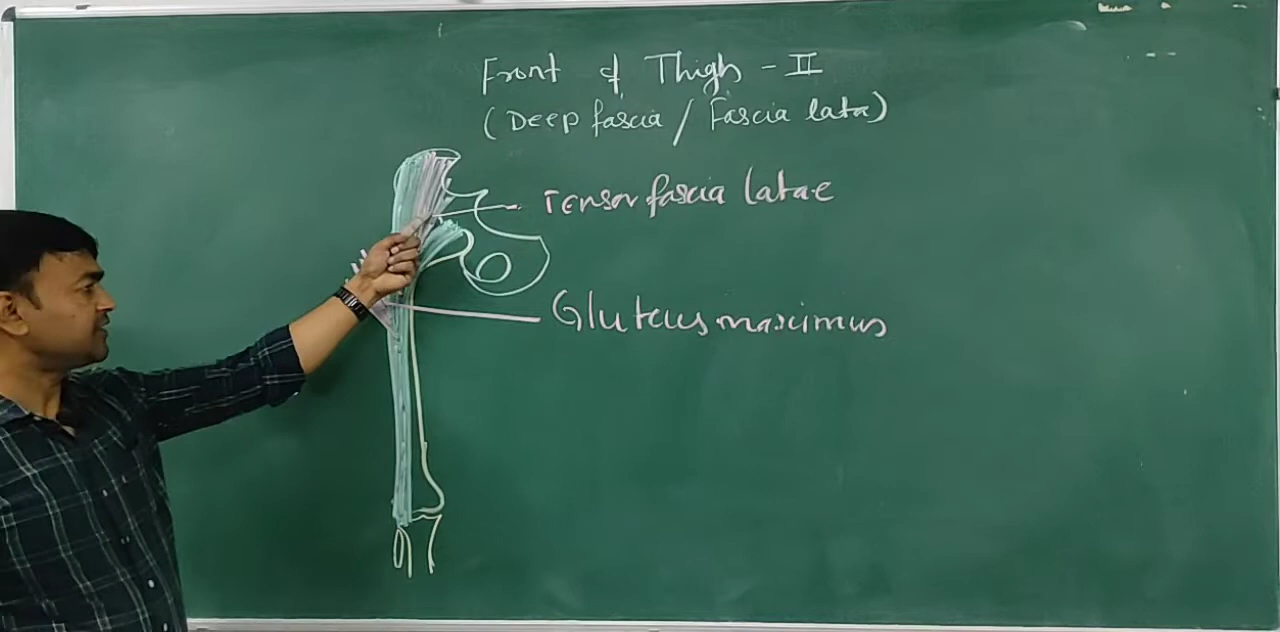 Front of Thigh - II
(Deep fascia / Fascia lata)
Tensor fascia latae
Gluteus maximus